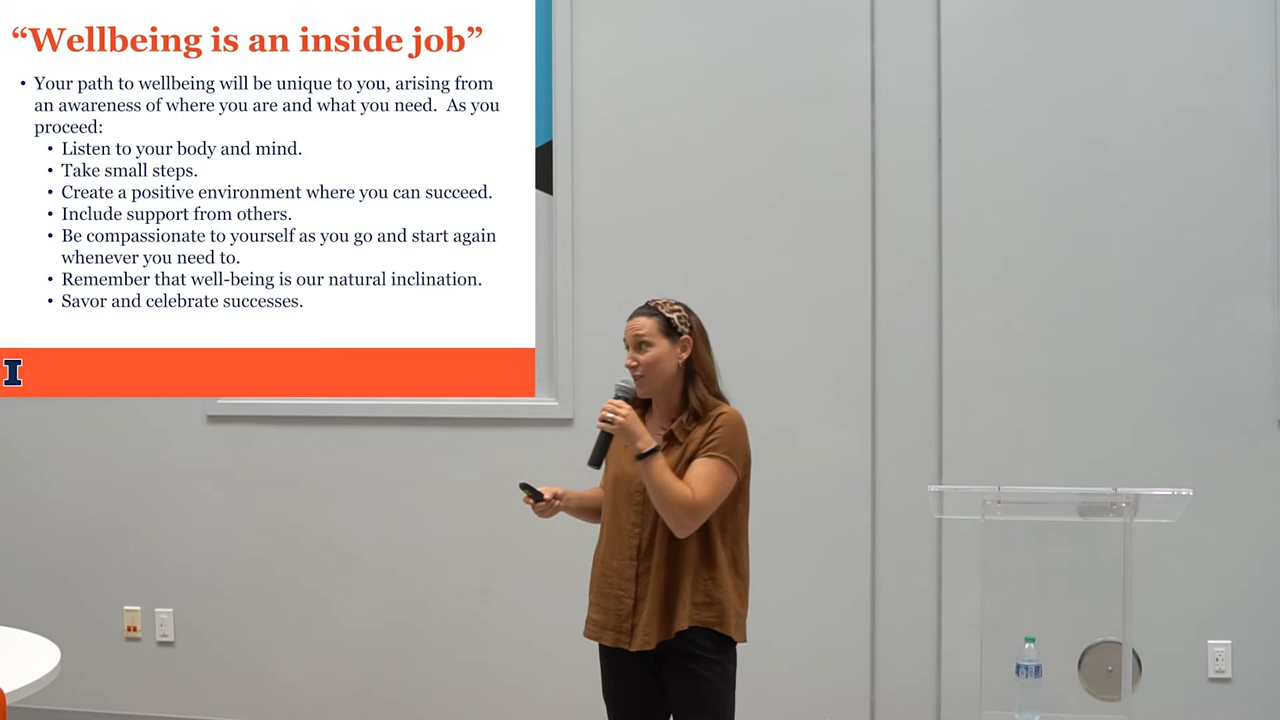 “Wellbeing is an inside job”
• Your path to wellbeing will be unique to you, arising from
an awareness of where you are and what you need.  As you
proceed:
• Listen to your body and mind.
• Take small steps.
• Create a positive environment where you can succeed.
• Include support from others.
• Be compassionate to yourself as you go and start again
whenever you need to.
• Remember that well-being is our natural inclination.
• Savor and celebrate successes.
I